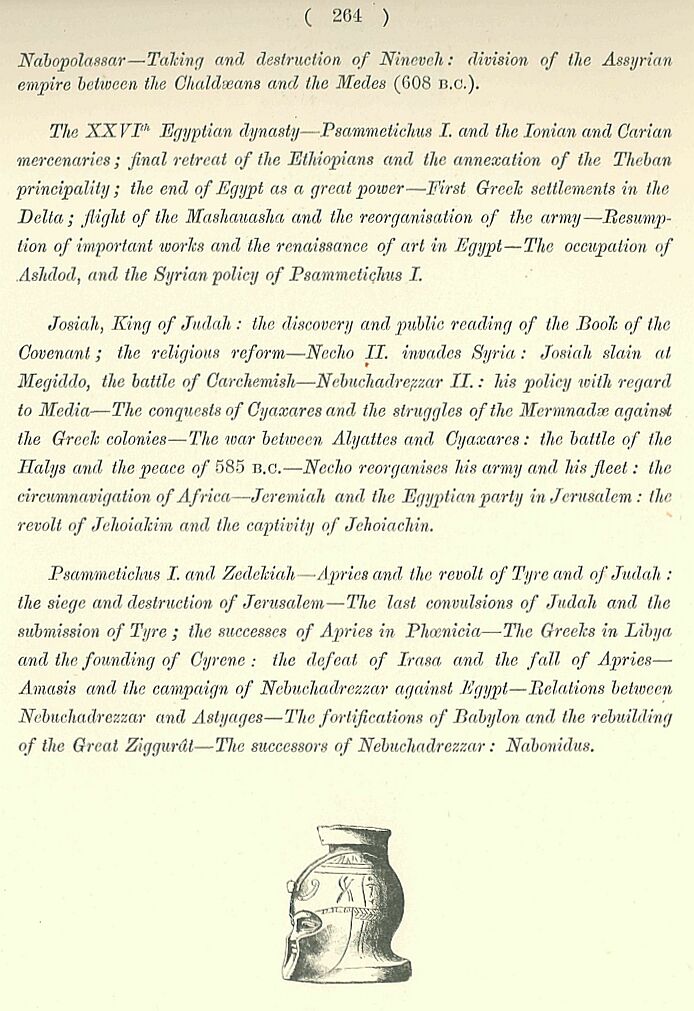 ( 264 )
Nabopolassar—Taking and destruction of Nineveh: division of the Assyrian
empire between the Chaldæans and the Medes (608 B.C.).
The XXVIth Egyptian dynasty—Psammetichus I. and the Ionian and Carian
mercenaries; final retreat of the Ethiopians and the annexation of the Theban
principality; the end of Egypt as a great power—First Greek settlements in the
Delta; flight of the Mashauasha and the reorganisation of the army—Resump-
tion of important works and the renaissance of art in Egypt—The occupation of
Ashdod, and the Syrian policy of Psammetichus I.
Josiah, King of Judah: the discovery and public reading of the Book of the
Covenant; the religious reform—Necho II. invades Syria: Josiah slain at
Megiddo, the battle of Carchemish—Nebuchadrezzar II.: his policy with regard
to Media—The conquests of Cyaxares and the struggles of the Mermnadæ against
the Greek colonies—The war between Alyattes and Cyaxares: the battle of the
Halys and the peace of 585 B.C.—Necho reorganises his army and his fleet: the
circumnavigation of Africa—Jeremiah and the Egyptian party in Jerusalem: the
revolt of Jehoiakim and the captivity of Jehoiachin.
Psammetichus I. and Zedekiah—Apries and the revolt of Tyre and of Judah:
the siege and destruction of Jerusalem—The last convulsions of Judah and the
submission of Tyre; the successes of Apries in Phœnicia—The Greeks in Libya
and the founding of Cyrene: the defeat of Irasa and the fall of Apries—
Amasis and the campaign of Nebuchadrezzar against Egypt—Relations between
Nebuchadrezzar and Astyages—The fortifications of Babylon and the rebuilding
of the Great Ziggurât—The successors of Nebuchadrezzar: Nabonidus.